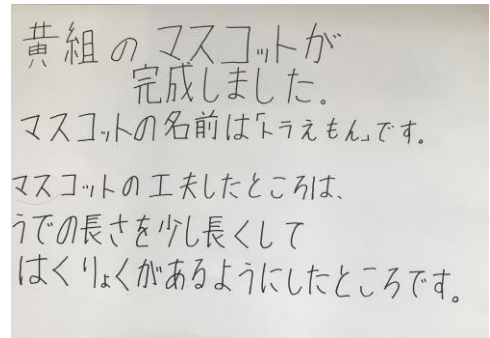 黄組のマスコットが
完成しました。
マスコットの名前は「トラえもん」です。
マスコットの工夫したところは、
うでの長さを少し長くして
はくりょくがあるようにしたところです。